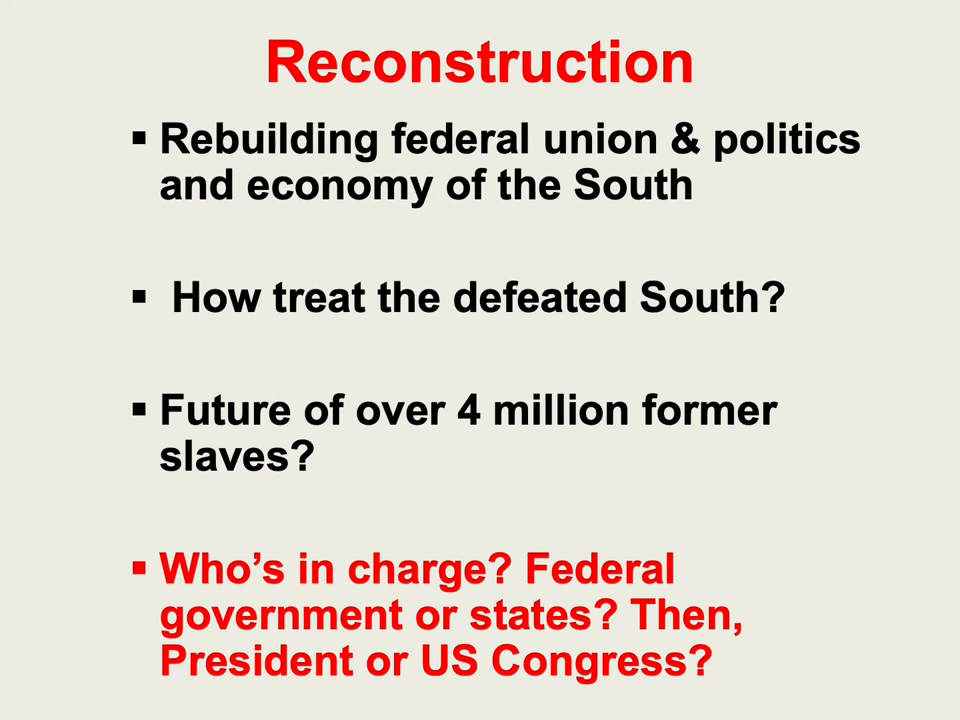 Reconstruction
▪ Rebuilding federal union & politics
and economy of the South
▪ How treat the defeated South?
▪ Future of over 4 million former
slaves?
▪ Who’s in charge? Federal
government or states? Then,
President or US Congress?